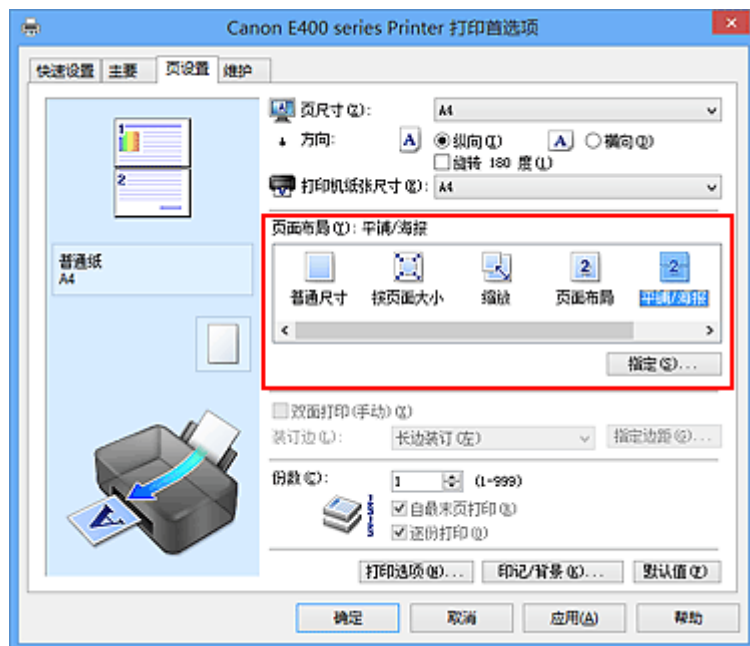 Canon E400 series Printer 打印首选项
快速设置 主要 页设置 维护
页尺寸(Z): A4
方向: A 纵向(T) A 横向(D)
旋转 180 度(L)
打印机纸张尺寸(R): A4
页面布局(Y): 平铺/海报
普通尺寸 按页面大小 缩放 页面布局 平铺/海报
指定(S)...
1
2
普通纸
A4
双面打印(手动)(X)
装订边(L): 长边装订(左) 指定边距(G)...
份数(C): 1 (1-999)
自最末页打印(B)
逐份打印(O)
打印选项(N)... 印记/背景(K)... 默认值(F)
确定 取消 应用(A) 帮助